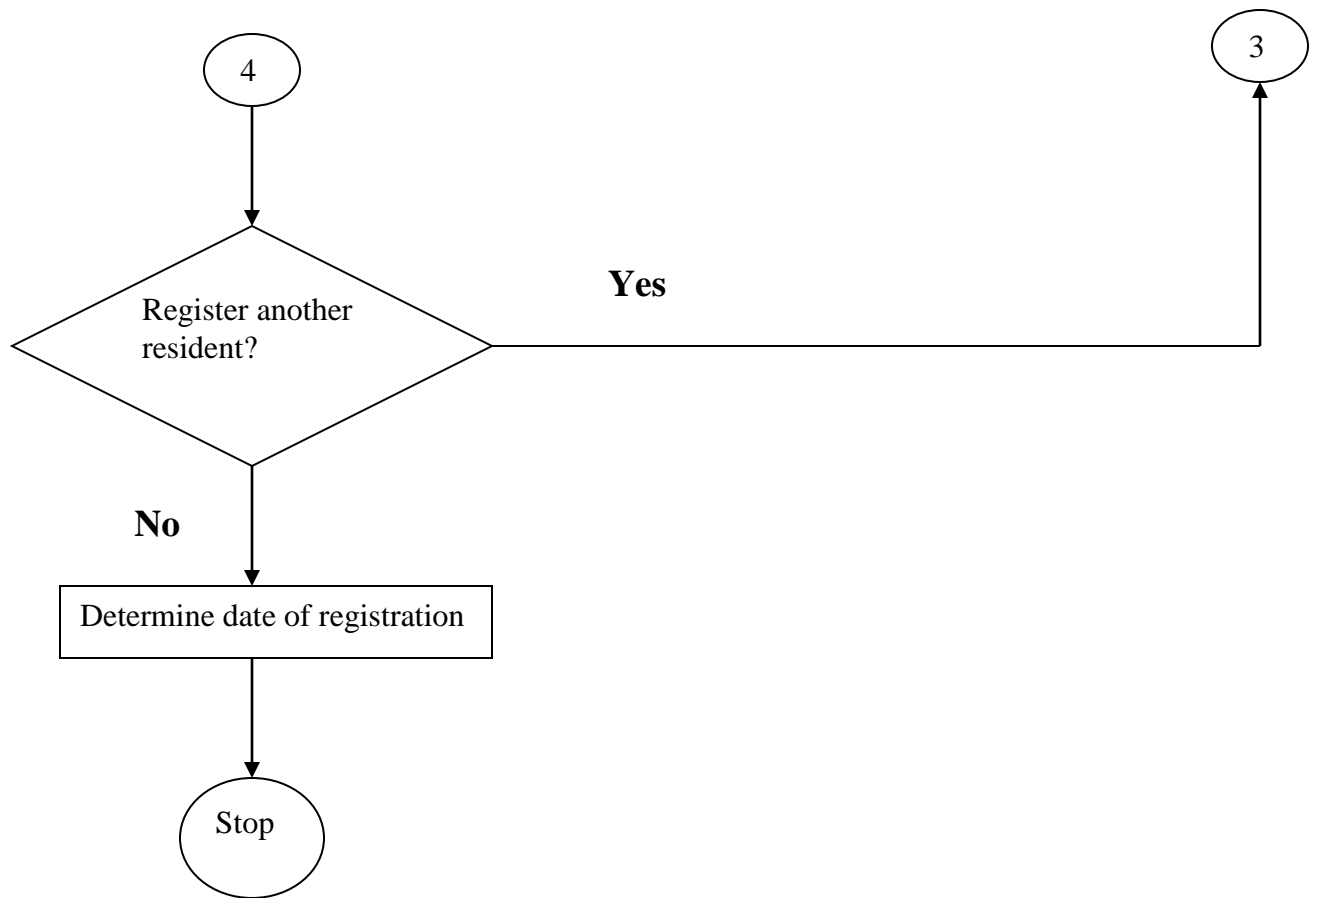 4
3
Yes
Register another
resident?
No
Determine date of registration
Stop